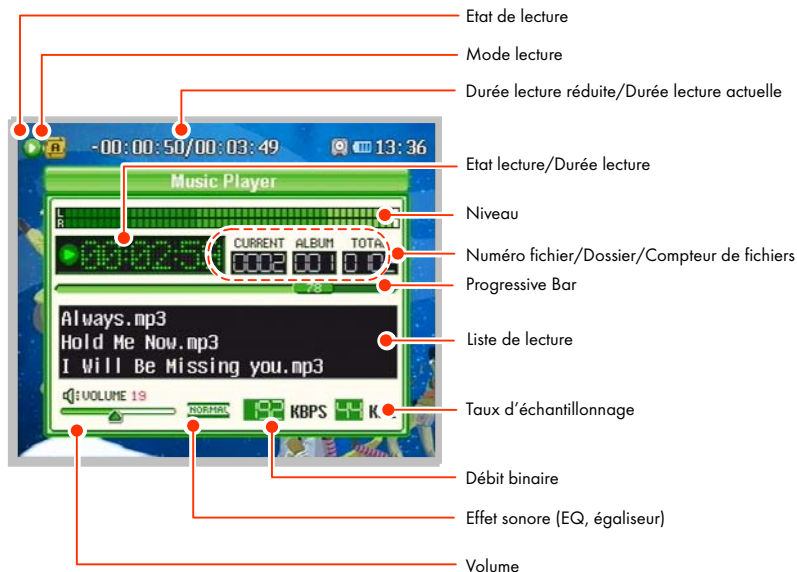 Etat de lecture
Mode lecture
Durée lecture réduite/Durée lecture actuelle
A -00:00:50/00:03:49 13:36
Etat lecture/Durée lecture
Music Player
Niveau
L
R
CURRENT ALBUM
Numéro fichier/Dossier/Compteur de fichiers
0002 001
Progressive Bar
78
Always.mp3
Hold Me Now.mp3
Liste de lecture
I Will Be Missing you.mp3
VOLUME 19
NORMAL 192 KBPS 44
Taux d'échantillonnage
Débit binaire
Effet sonore (EQ, égaliseur)
Volume